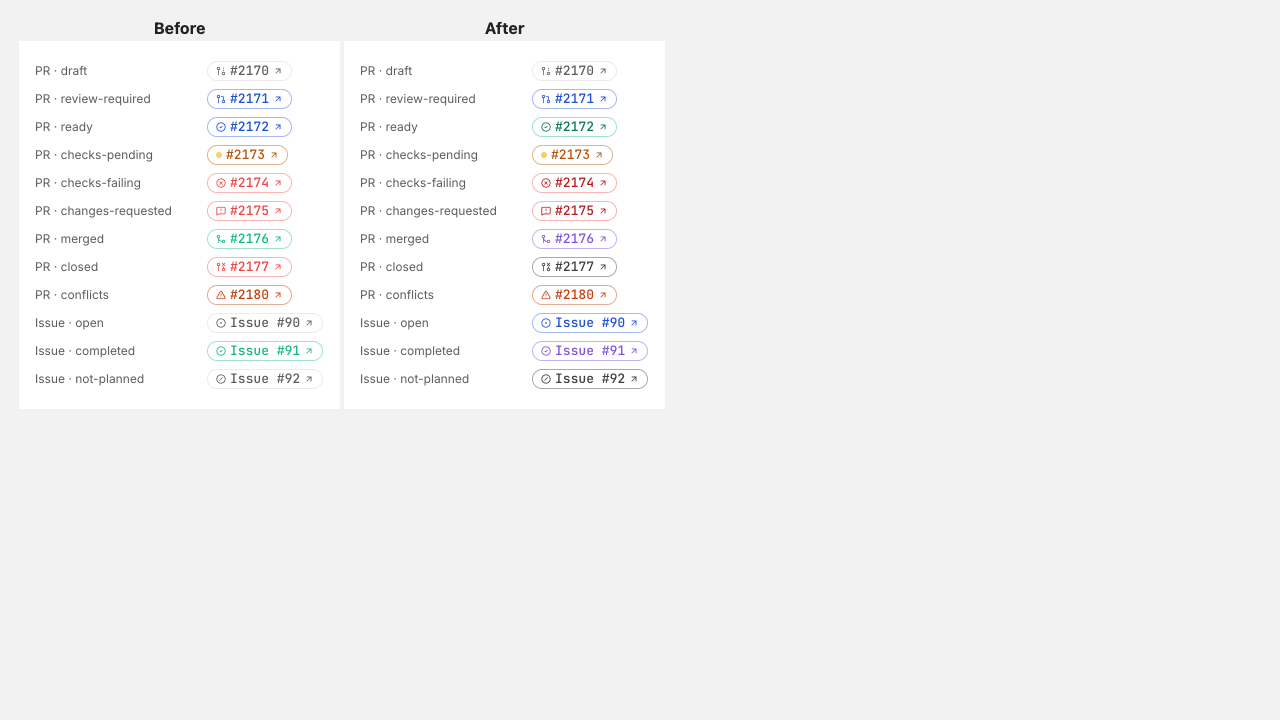 Before
PR · draft #2170
PR · review-required #2171
PR · ready #2172
PR · checks-pending #2173
PR · checks-failing #2174
PR · changes-requested #2175
PR · merged #2176
PR · closed #2177
PR · conflicts #2180
Issue · open Issue #90
Issue · completed Issue #91
Issue · not-planned Issue #92
After
PR · draft #2170
PR · review-required #2171
PR · ready #2172
PR · checks-pending #2173
PR · checks-failing #2174
PR · changes-requested #2175
PR · merged #2176
PR · closed #2177
PR · conflicts #2180
Issue · open Issue #90
Issue · completed Issue #91
Issue · not-planned Issue #92